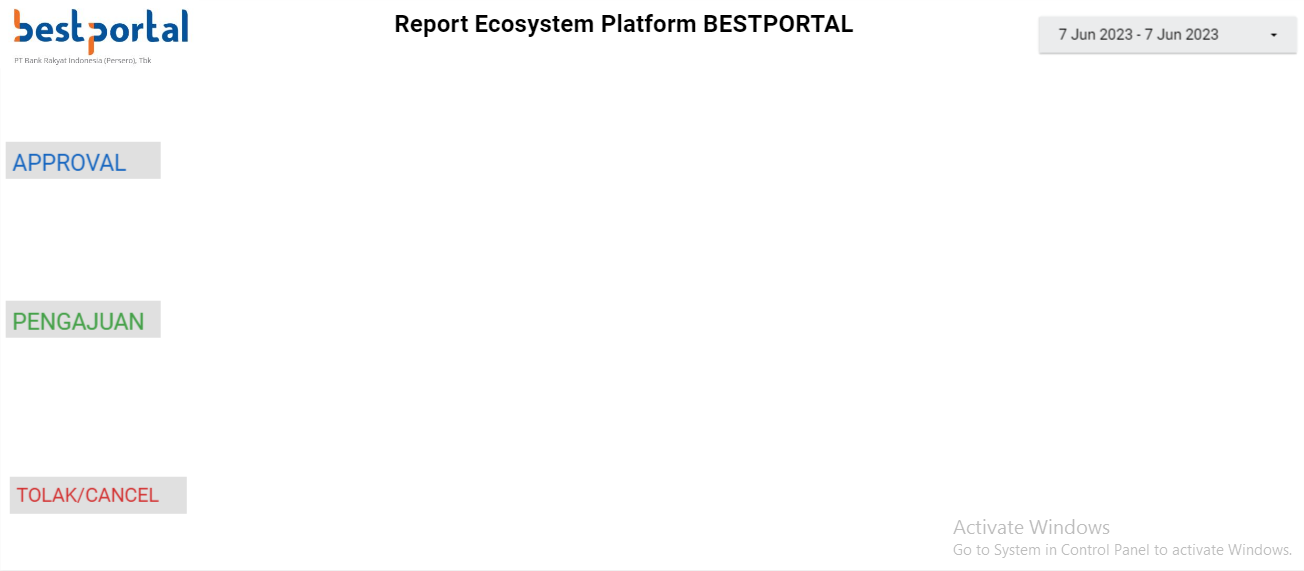 bestportal
PT Bank Rakyat Indonesia (Persero), Tbk
Report Ecosystem Platform BESTPORTAL
7 Jun 2023 - 7 Jun 2023
APPROVAL
PENGAJUAN
TOLAK/CANCEL
Activate Windows
Go to System in Control Panel to activate Windows.